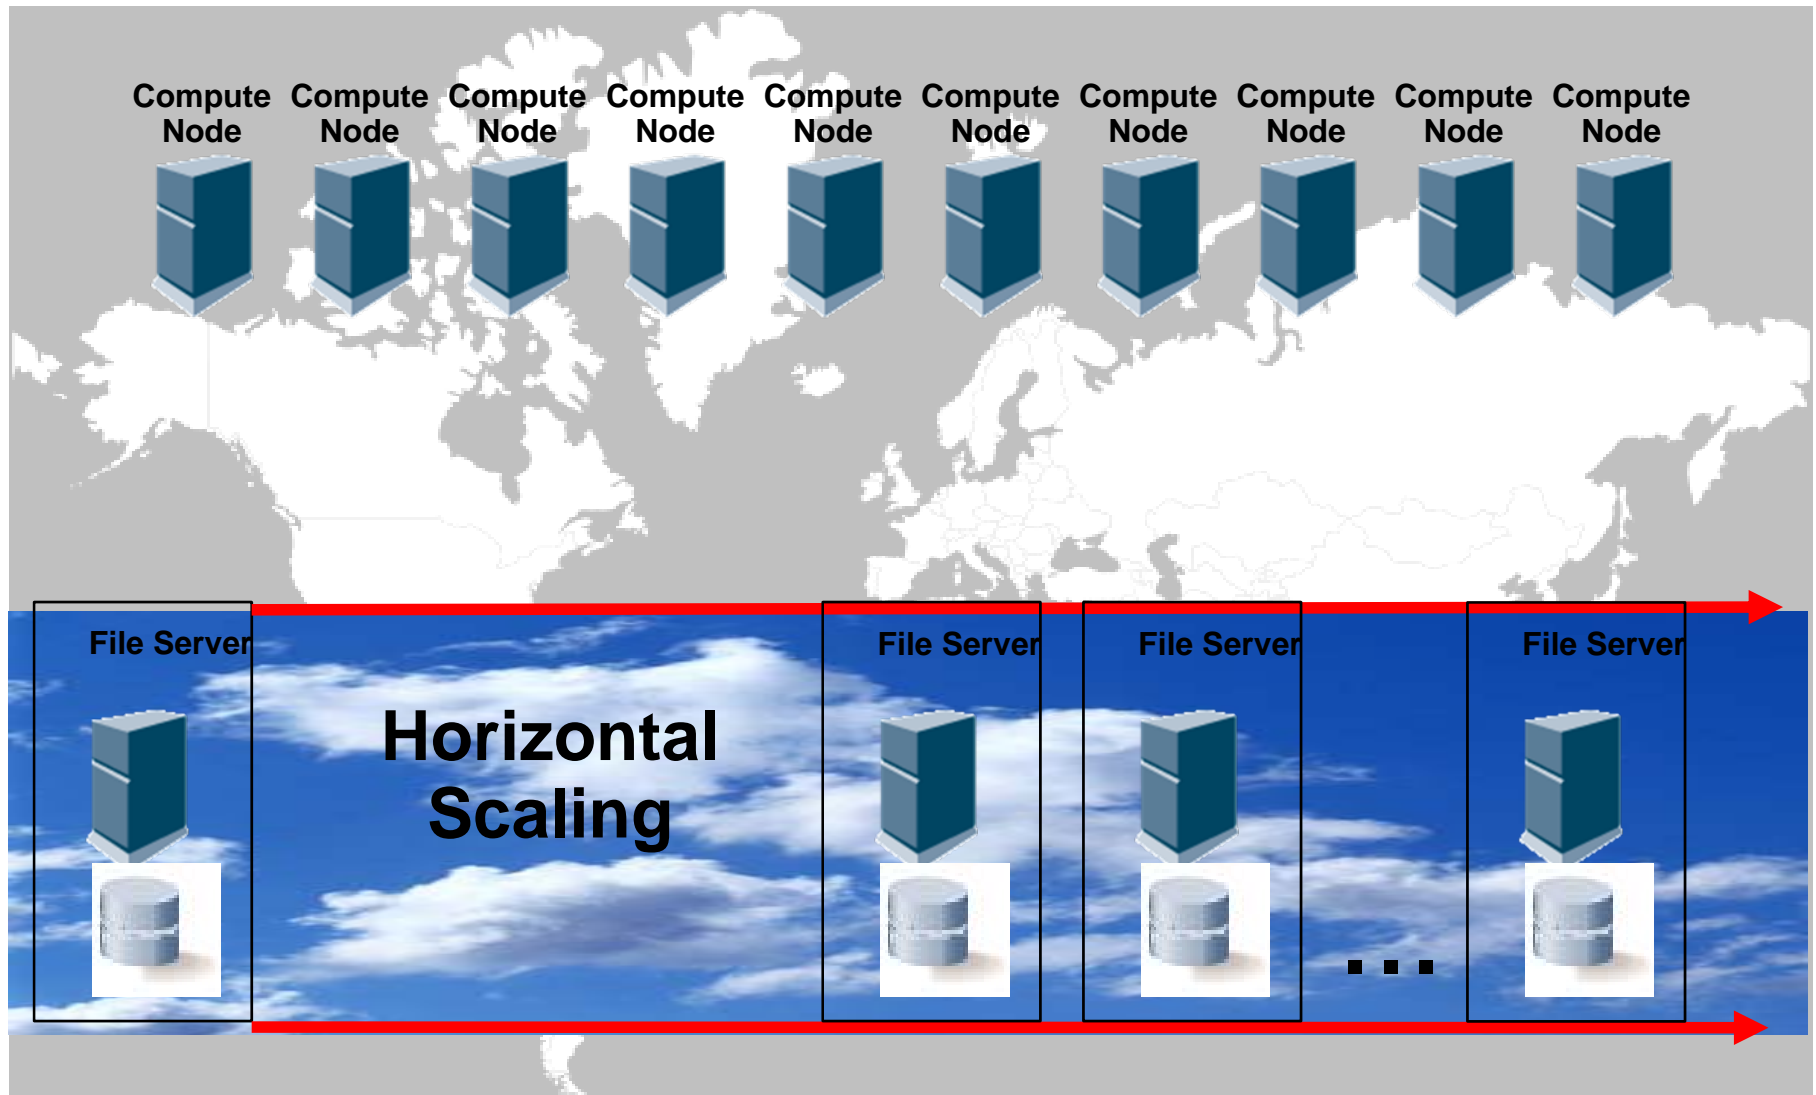 Compute Compute Compute Compute Compute Compute Compute Compute Compute Compute
Node Node Node Node Node Node Node Node Node Node
File Server File Server File Server File Server
Horizontal
Scaling
...